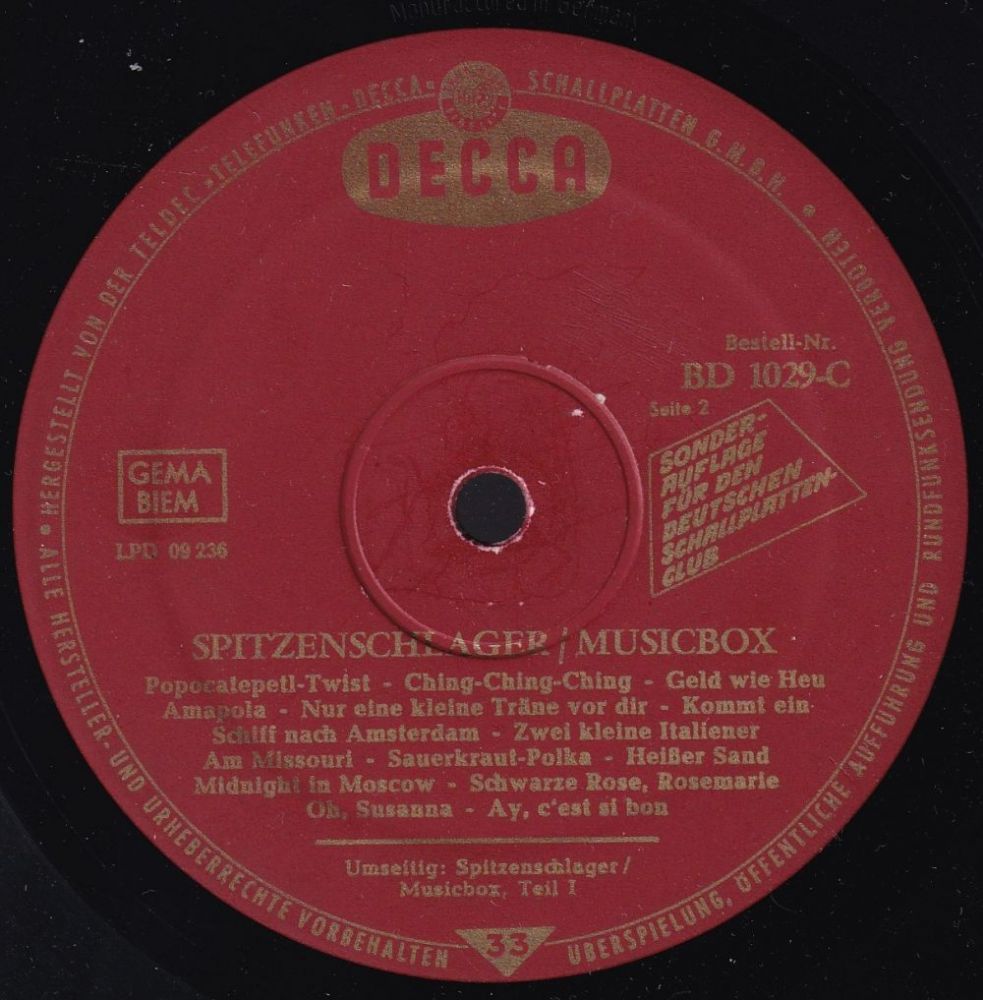 Manufactured in Germany
HERGESTELLT VON DER TELDEC »TELEFUNKEN-DECCA« SCHALLPLATTEN G.M.B.H. •
DECCA
Bestell-Nr.
BD 1029-C
Seite 2
SONDER-
AUFLAGE
FÜR DEN
DEUTSCHEN
SCHALLPLATTEN-
CLUB
GEMA
BIEM
LPD 09 236
SPITZENSCHLAGER / MUSICBOX
Popocatepetl-Twist - Ching-Ching-Ching - Geld wie Heu
Amapola - Nur eine kleine Träne vor dir - Kommt ein
Schiff nach Amsterdam - Zwei kleine Italiener
Am Missouri - Sauerkraut-Polka - Heißer Sand
Midnight in Moscow - Schwarze Rose, Rosemarie
Oh, Susanna - Ay, c'est si bon
Umseitig: Spitzenschlager/
Musicbox, Teil I
33
ALLE HERSTELLER- UND URHEBERRECHTE VORBEHALTEN
ÜBERSPIELUNG, ÖFFENTLICHE AUFFÜHRUNG UND RUNDFUNKSENDUNG VERBOTEN